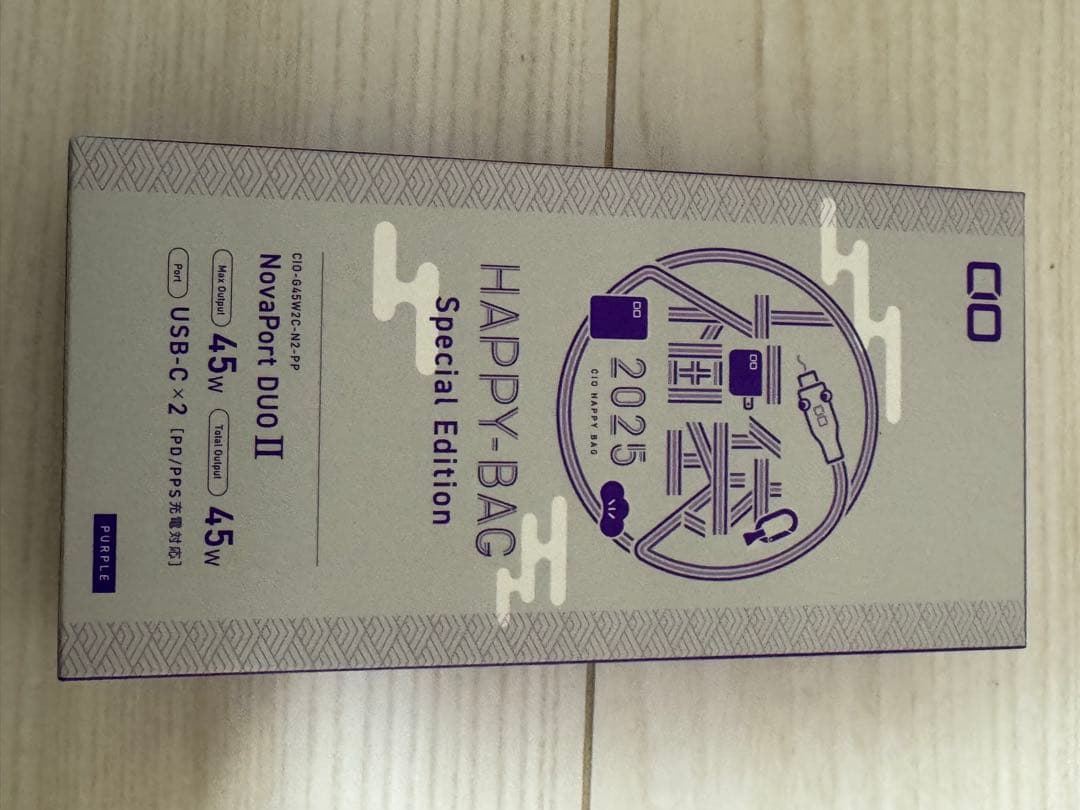 CIO
福袋
2025
CIO HAPPY BAG
HAPPY-BAG
Special Edition
CIO-G45W2C-N2-PP
NovaPort DUO II
Max Output 45W Total Output 45W
Port USB-C × 2 [PD/PPS充電対応]
PURPLE